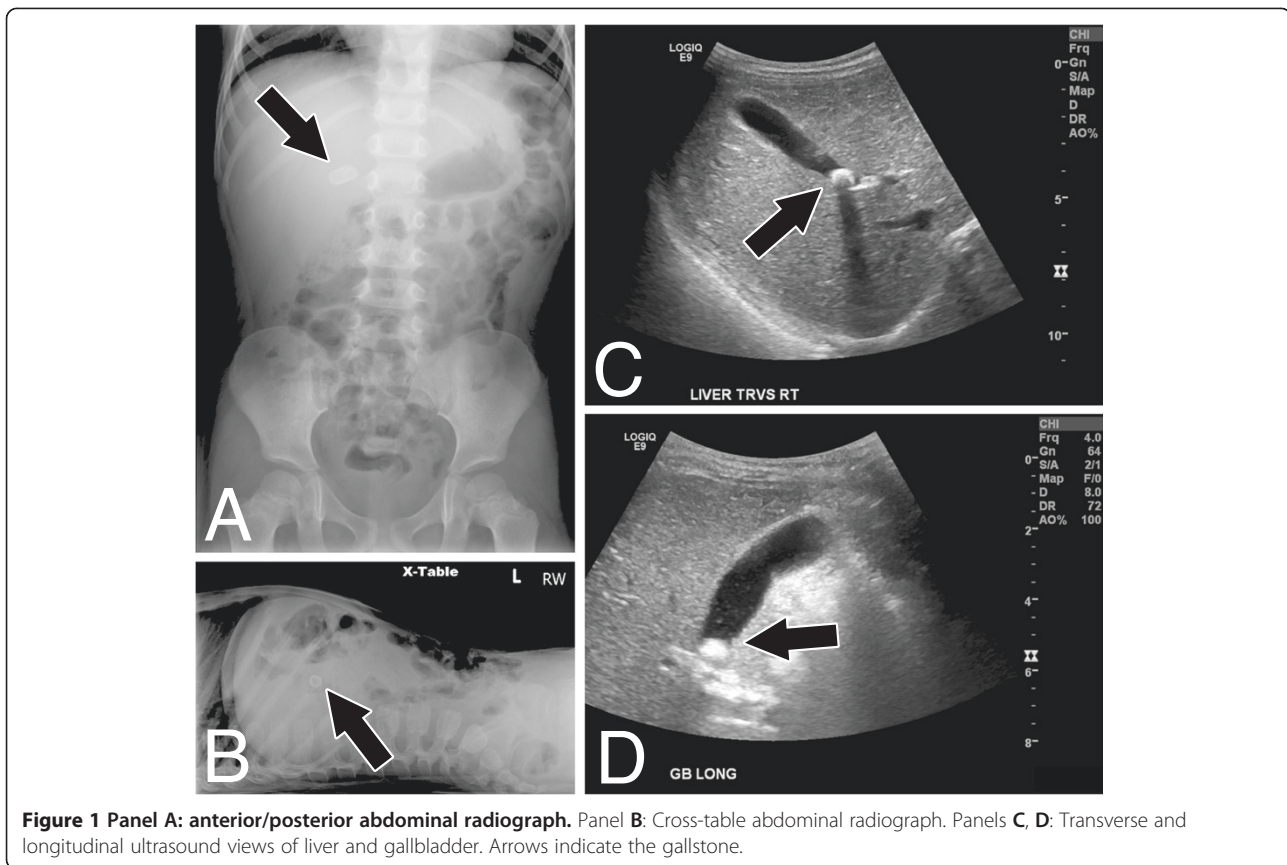 A
X-Table L RW
B
LOGIQ
E9
CHI
Frq
Gn
S/A
Map
D
DR
AO%
0
5
10
C
LIVER TRVS RT
LOGIQ
E9
CHI
Frq 4.0
Gn 64
S/A 2/1
Map F/0
D 8.0
DR 72
AO% 100
0
2
4
6
8
D
GB LONG
Figure 1 Panel A: anterior/posterior abdominal radiograph. Panel B: Cross-table abdominal radiograph. Panels C, D: Transverse and
longitudinal ultrasound views of liver and gallbladder. Arrows indicate the gallstone.